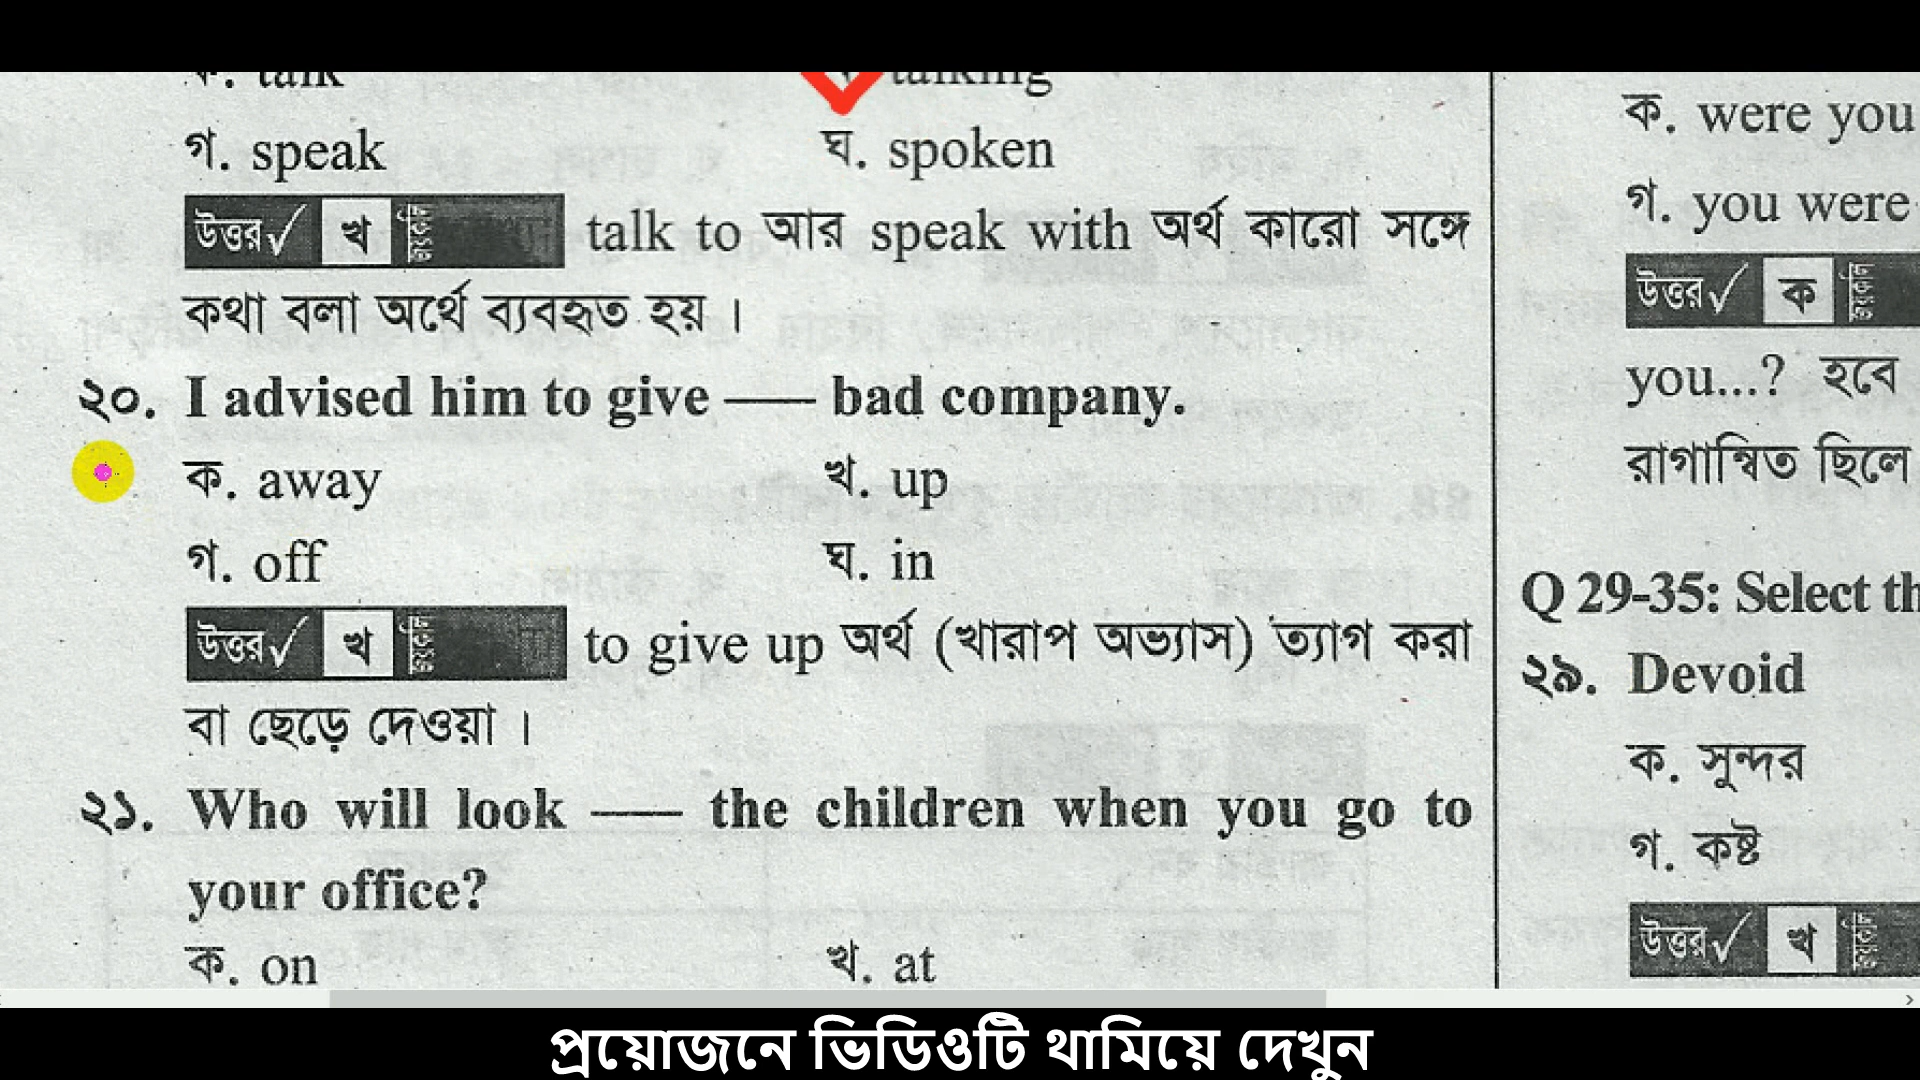 ক. talk
talking
গ. speak
ঘ. spoken
উত্তর✓ খ talk to আর speak with অর্থ কারো সঙ্গে
কথা বলা অর্থে ব্যবহৃত হয়।
২০. I advised him to give —— bad company.
ক. away
খ. up
গ. off
ঘ. in
উত্তর✓ খ to give up অর্থ (খারাপ অভ্যাস) ত্যাগ করা
বা ছেড়ে দেওয়া।
২১. Who will look —— the children when you go to
your office?
ক. on
খ. at
ক. were you
গ. you were
উত্তর✓ ক
you...? হবে
রাগান্বিত ছিলে
Q 29-35: Select th
২৯. Devoid
ক. সুন্দর
গ. কষ্ট
উত্তর✓ খ
প্রয়োজনে ভিডিওটি থামিয়ে দেখুন